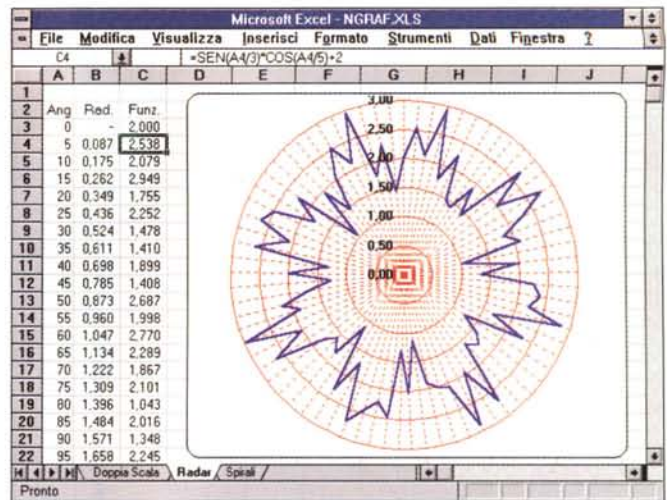 Microsoft Excel - NGRAF.XLS
File Modifica Visualizza Inserisci Formato Strumenti Dati Finestra ?
C4 =SEN(A4/3)*COS(A4/5)+2
A B C D E F G H I J
1
2 Ang Rad. Funz.
3 0 - 2,000
4 5 0,087 2,538
5 10 0,175 2,079
6 15 0,262 2,949
7 20 0,349 1,755
8 25 0,436 2,252
9 30 0,524 1,478
10 35 0,611 1,410
11 40 0,698 1,899
12 45 0,785 1,408
13 50 0,873 2,687
14 55 0,960 1,998
15 60 1,047 2,770
16 65 1,134 2,289
17 70 1,222 1,867
18 75 1,309 2,101
19 80 1,396 1,043
20 85 1,484 2,016
21 90 1,571 1,348
22 95 1,658 2,245
3,00
2,50
2,00
1,50
1,00
0,50
0,00
Doppia Scala Radar Spirali
Pronto